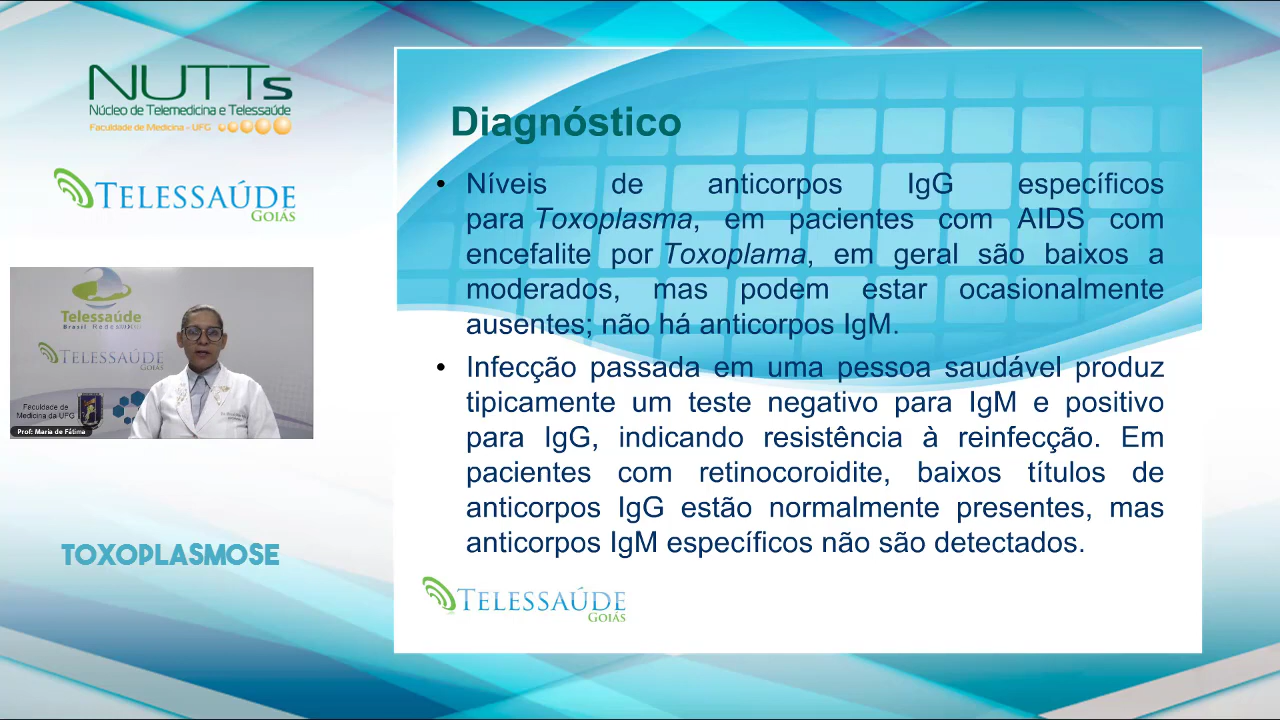 NUTTs
Núcleo de Telemedicina e Telessaúde
Faculdade de Medicina - UFG
TELESSAÚDE
GOIÁS
Telessaúde
TELESSAÚDE
GOIÁS
Faculdade de
Medicina da UFG
Prof: Maria de Fátima
TOXOPLASMOSE
Diagnóstico
• Níveis de anticorpos IgG específicos
para Toxoplasma, em pacientes com AIDS com
encefalite por Toxoplama, em geral são baixos a
moderados, mas podem estar ocasionalmente
ausentes; não há anticorpos IgM.
• Infecção passada em uma pessoa saudável produz
tipicamente um teste negativo para IgM e positivo
para IgG, indicando resistência à reinfecção. Em
pacientes com retinocoroidite, baixos títulos de
anticorpos IgG estão normalmente presentes, mas
anticorpos IgM específicos não são detectados.
TELESSAÚDE
GOIÁS